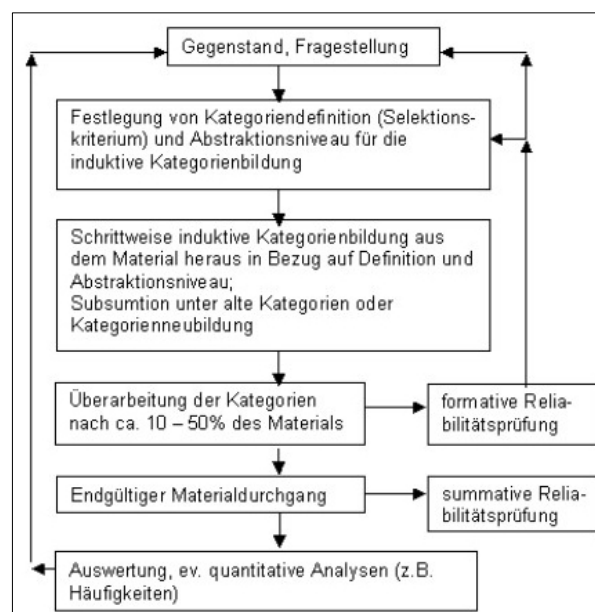 Gegenstand, Fragestellung
Festlegung von Kategoriendefinition (Selektions-
kriterium) und Abstraktionsniveau für die
induktive Kategorienbildung
Schrittweise induktive Kategorienbildung aus
dem Material heraus in Bezug auf Definition und
Abstraktionsniveau;
Subsumtion unter alte Kategorien oder
Kategorienneubildung
Überarbeitung der Kategorien
nach ca. 10 – 50% des Materials
formative Relia-
bilitätsprüfung
Endgültiger Materialdurchgang
summative Relia-
bilitätsprüfung
Auswertung, ev. quantitative Analysen (z.B.
Häufigkeiten)